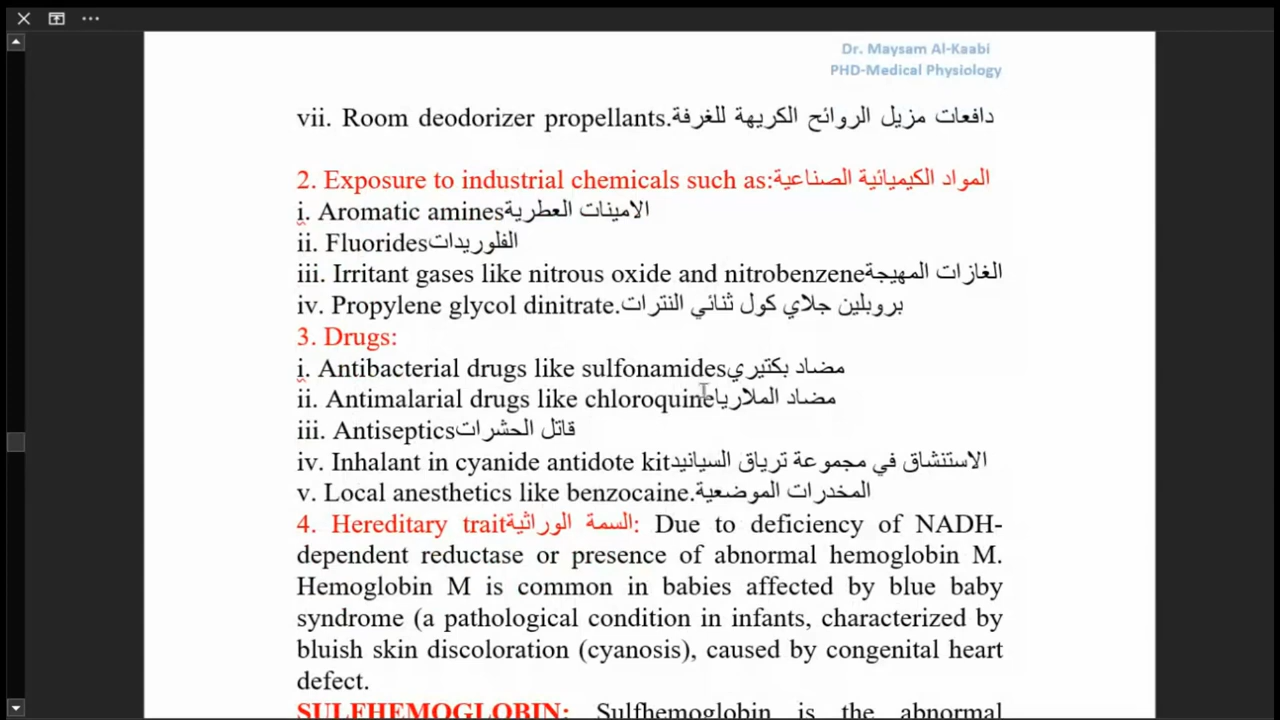 Dr. Maysam Al-Kaabi
PHD-Medical Physiology
vii. Room deodorizer propellants.دافعات مزيل الروائح الكريهة للغرفة
2. Exposure to industrial chemicals such as:المواد الكيميائية الصناعية
i. Aromatic aminesالامينات العطرية
ii. Fluoridesالفلوريدات
iii. Irritant gases like nitrous oxide and nitrobenzeneالغازات المهيجة
iv. Propylene glycol dinitrate.بروبلين جلاي كول ثنائي النترات
3. Drugs:
i. Antibacterial drugs like sulfonamidesمضاد بكتيري
ii. Antimalarial drugs like chloroquineمضاد الملاريا
iii. Antisepticsقاتل الحشرات
iv. Inhalant in cyanide antidote kitالاستنشاق في مجموعة ترياق السيانيد
v. Local anesthetics like benzocaine.المخدرات الموضعية
4. Hereditary traitالسمة الوراثية: Due to deficiency of NADH-
dependent reductase or presence of abnormal hemoglobin M.
Hemoglobin M is common in babies affected by blue baby
syndrome (a pathological condition in infants, characterized by
bluish skin discoloration (cyanosis), caused by congenital heart
defect.
SULFHEMOGLOBIN: Sulfhemoglobin is the abnormal